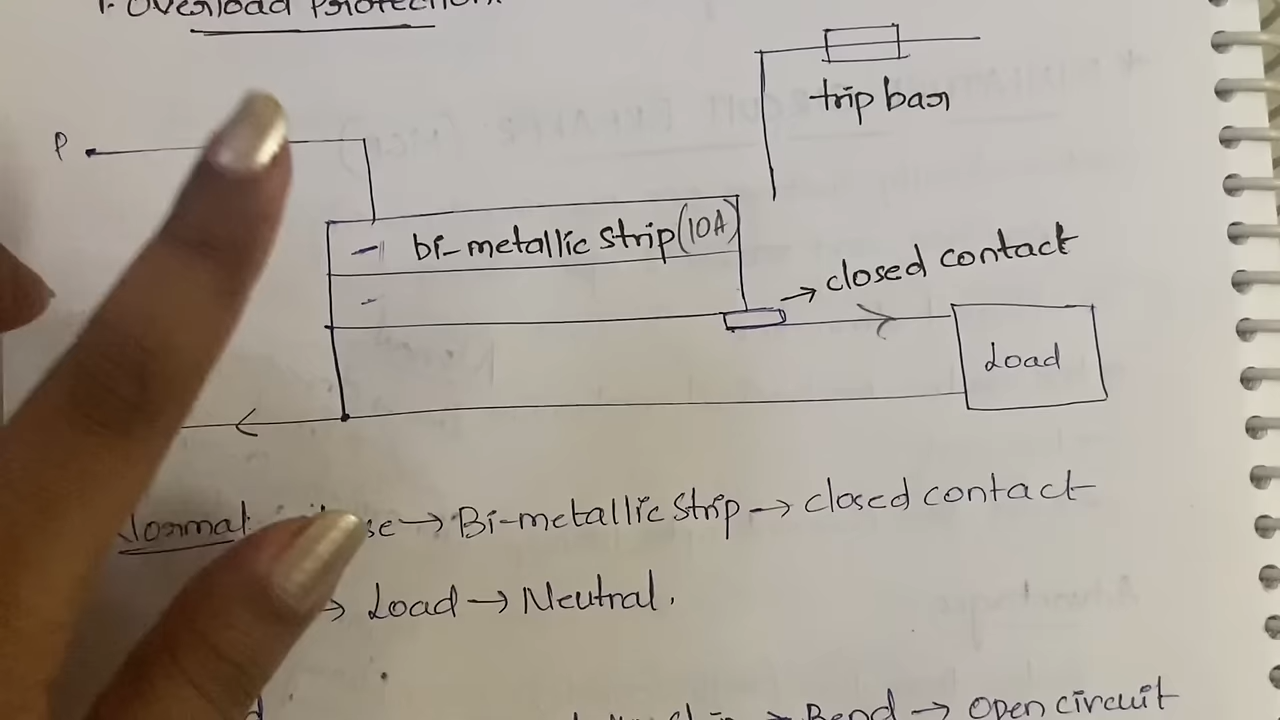 1. Overload Protection:
trip bar
P
bi-metallic strip (10A)
→ closed contact
Load
Normal: → Bi-metallic strip → closed contact
→ Load → Neutral.
→ Bend → Open circuit